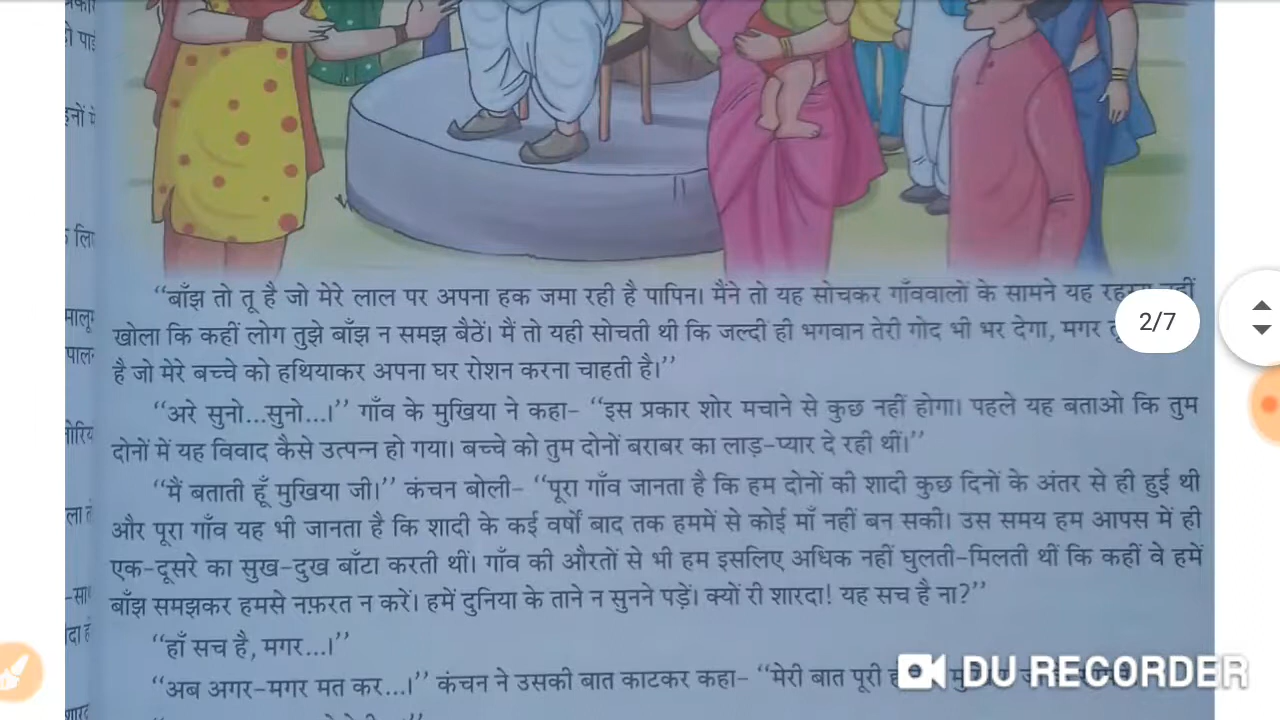 “बाँझ तो तू है जो मेरे लाल पर अपना हक जमा रही है पापिन। मैंने तो यह सोचकर गाँववालों के सामने यह
खोला कि कहीं लोग तुझे बाँझ न समझ बैठें। मैं तो यही सोचती थी कि जल्दी ही भगवान तेरी गोद भी भर देगा, मगर
2/7
है जो मेरे बच्चे को हथियाकर अपना घर रोशन करना चाहती है।”
“अरे सुनो...सुनो...।” गाँव के मुखिया ने कहा- “इस प्रकार शोर मचाने से कुछ नहीं होगा। पहले यह बताओ कि तुम
दोनों में यह विवाद कैसे उत्पन्न हो गया। बच्चे को तुम दोनों बराबर का लाड़-प्यार दे रही थीं।”
“मैं बताती हूँ मुखिया जी।” कंचन बोली- “पूरा गाँव जानता है कि हम दोनों की शादी कुछ दिनों के अंतर से ही हुई थी
और पूरा गाँव यह भी जानता है कि शादी के कई वर्षों बाद तक हममें से कोई माँ नहीं बन सकी। उस समय हम आपस में ही
एक-दूसरे का सुख-दुख बाँटा करती थीं। गाँव की औरतों से भी हम इसलिए अधिक नहीं घुलती-मिलती थीं कि कहीं वे हमें
बाँझ समझकर हमसे नफ़रत न करें। हमें दुनिया के ताने न सुनने पड़ें। क्यों री शारदा! यह सच है ना?”
“हाँ सच है, मगर...।”
“अब अगर-मगर मत कर...।” कंचन ने उसकी बात काटकर कहा- “मेरी बात पूरी
DU RECORDER